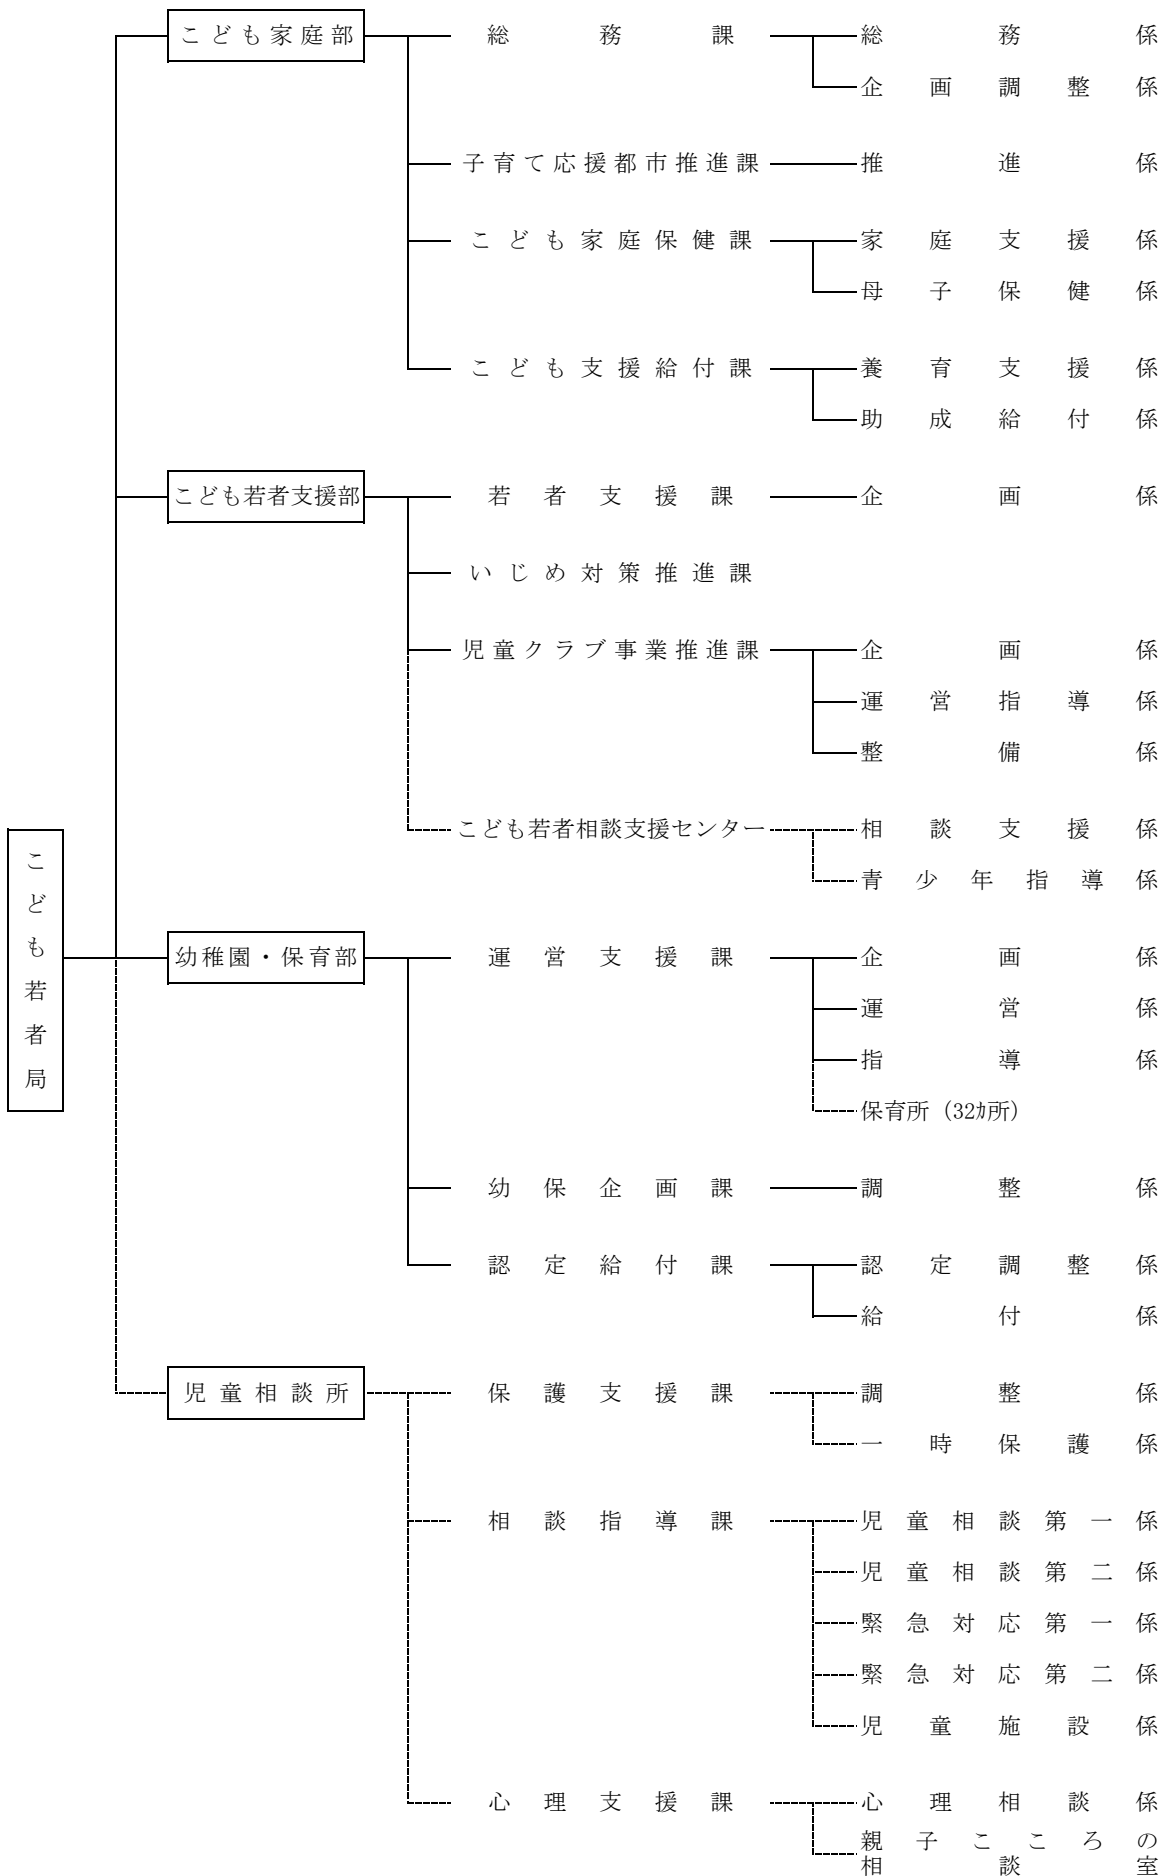 こども若者局
こども家庭部
総務課
総務係
企画調整係
子育て応援都市推進課
推進係
こども家庭保健課
家庭支援係
母子保健係
こども支援給付課
養育支援係
助成給付係
こども若者支援部
若者支援課
企画係
いじめ対策推進課
児童クラブ事業推進課
企画係
運営指導係
整備係
こども若者相談支援センター
相談支援係
青少年指導係
幼稚園・保育部
運営支援課
企画係
運営係
指導係
保育所（32ｶ所）
幼保企画課
調整係
認定給付課
認定調整係
給付係
児童相談所
保護支援課
調整係
一時保護係
相談指導課
児童相談第一係
児童相談第二係
緊急対応第一係
緊急対応第二係
児童施設係
心理支援課
心理相談係
親子こころの
相談室